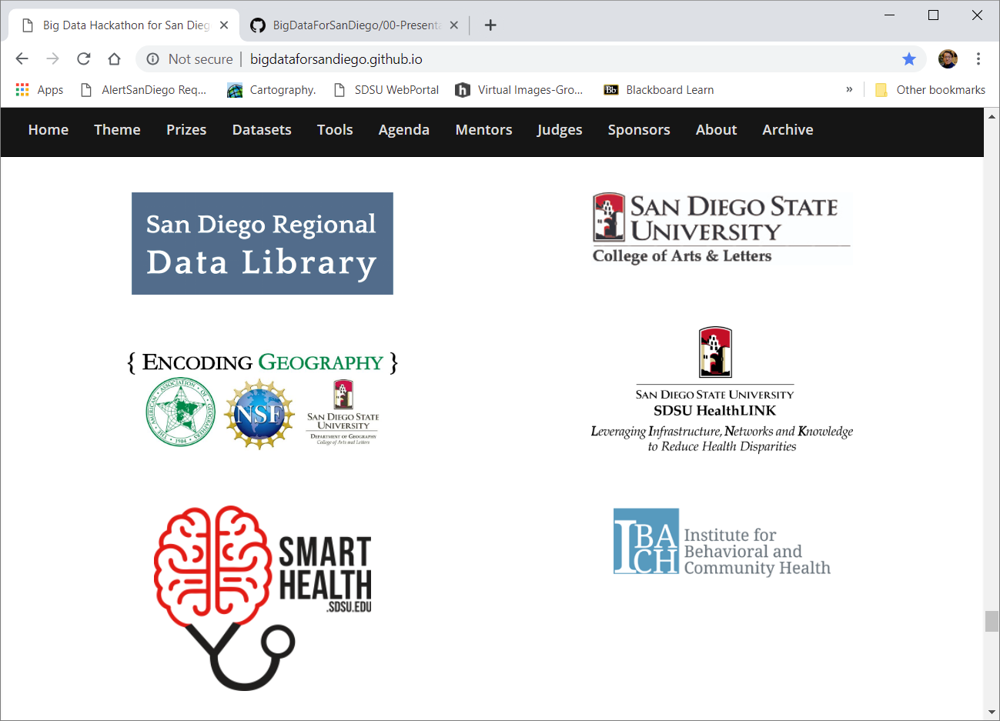 Big Data Hackathon for San Dieg
BigDataForSanDiego/00-Presenta
Not secure | bigdataforsandiego.github.io
Apps
AlertSanDiego Req...
Cartography.
SDSU WebPortal
h
Virtual Images-Gro...
Bb
Blackboard Learn
»
Other bookmarks
Home Theme Prizes Datasets Tools Agenda Mentors Judges Sponsors About Archive
San Diego Regional
Data Library
SAN DIEGO STATE
UNIVERSITY
College of Arts & Letters
{ ENCODING GEOGRAPHY }
THE AMERICAN ASSOCIATION OF GEOGRAPHERS
1904
NSF
SAN DIEGO STATE
UNIVERSITY
DEPARTMENT OF GEOGRAPHY
College of Arts and Letters
SAN DIEGO STATE UNIVERSITY
SDSU HealthLINK
Leveraging Infrastructure, Networks and Knowledge
to Reduce Health Disparities
SMART
HEALTH
.SDSU.EDU
IBACH
Institute for
Behavioral and
Community Health